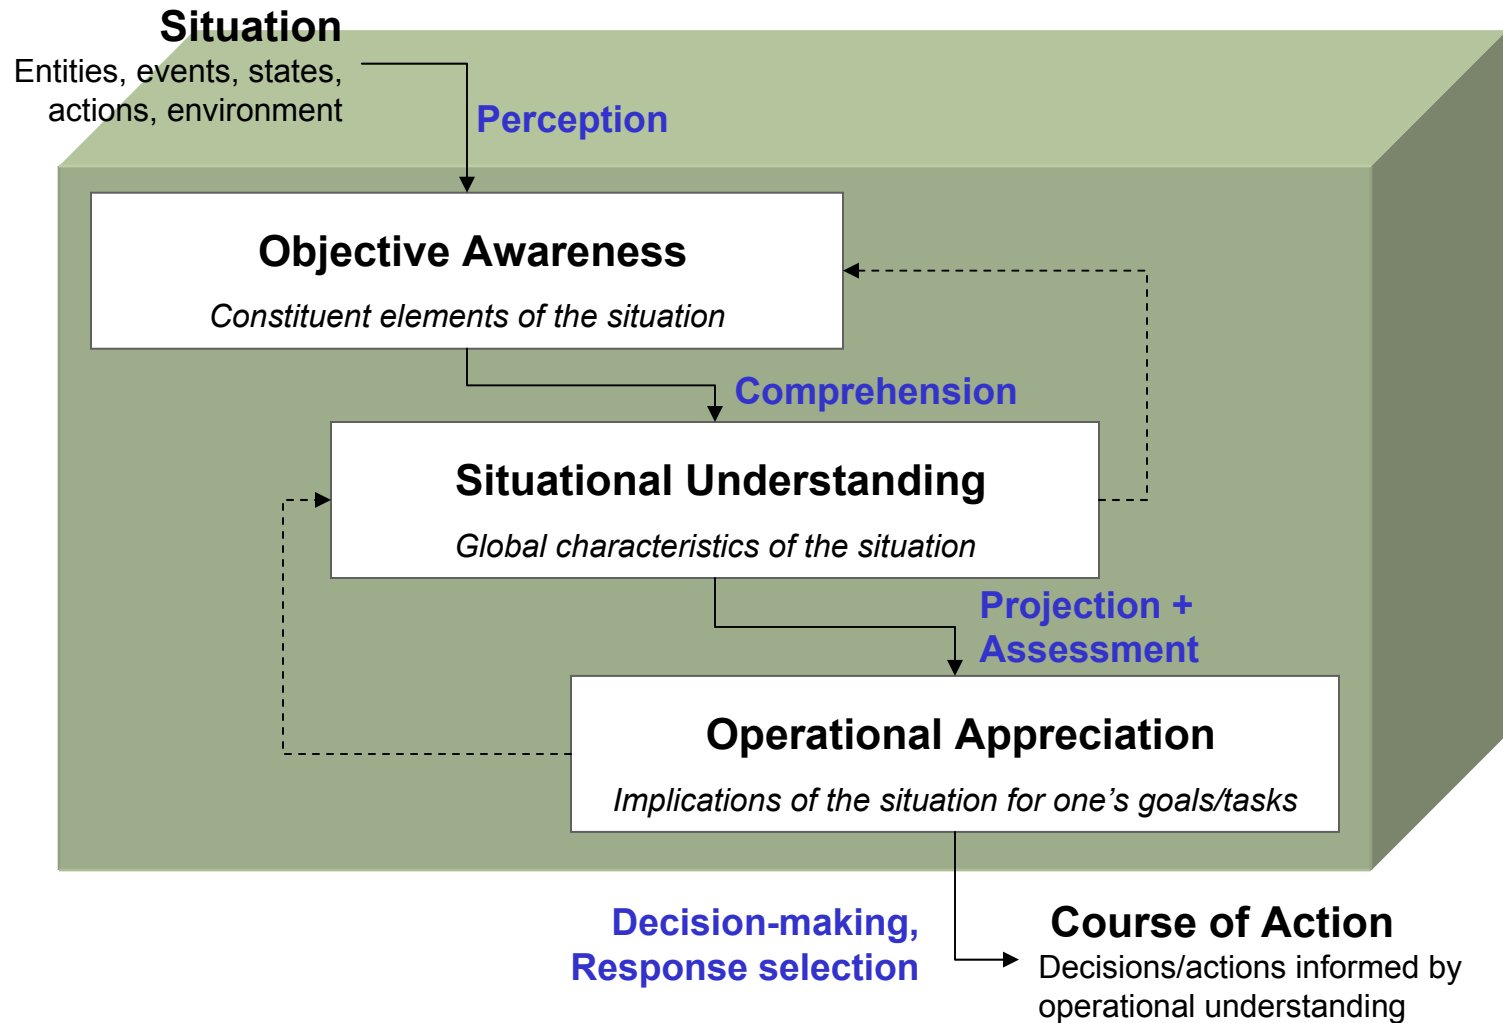 Situation
Entities, events, states,
actions, environment
Perception
Objective Awareness
Constituent elements of the situation
Comprehension
Situational Understanding
Global characteristics of the situation
Projection +
Assessment
Operational Appreciation
Implications of the situation for one’s goals/tasks
Decision-making,
Response selection
Course of Action
Decisions/actions informed by
operational understanding